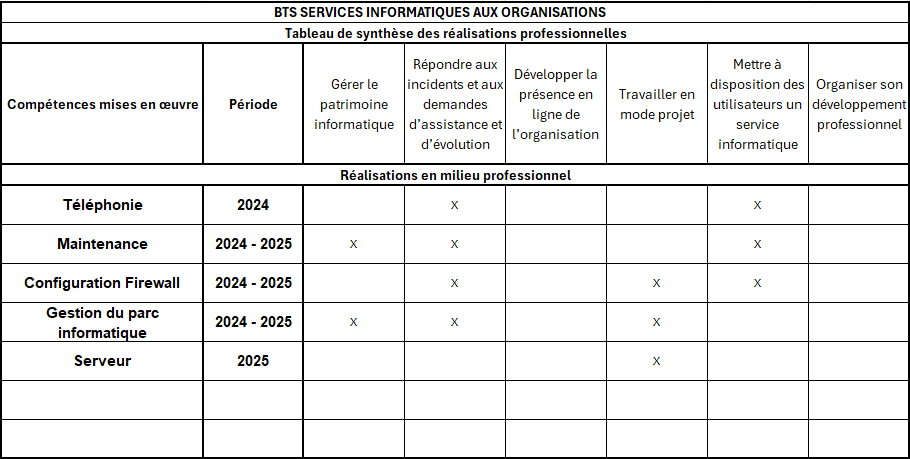 BTS SERVICES INFORMATIQUES AUX ORGANISATIONS
Tableau de synthèse des réalisations professionnelles
Compétences mises en œuvre
Période
Gérer le
patrimoine
informatique
Répondre aux
incidents et aux
demandes
d’assistance et
d’évolution
Développer la
présence en
ligne de
l’organisation
Travailler en
mode projet
Mettre à
disposition des
utilisateurs un
service
informatique
Organiser son
développement
professionnel
Réalisations en milieu professionnel
Téléphonie 2024 X X
Maintenance 2024 - 2025 X X X
Configuration Firewall 2024 - 2025 X X X
Gestion du parc
informatique
2024 - 2025 X X X
Serveur 2025 X